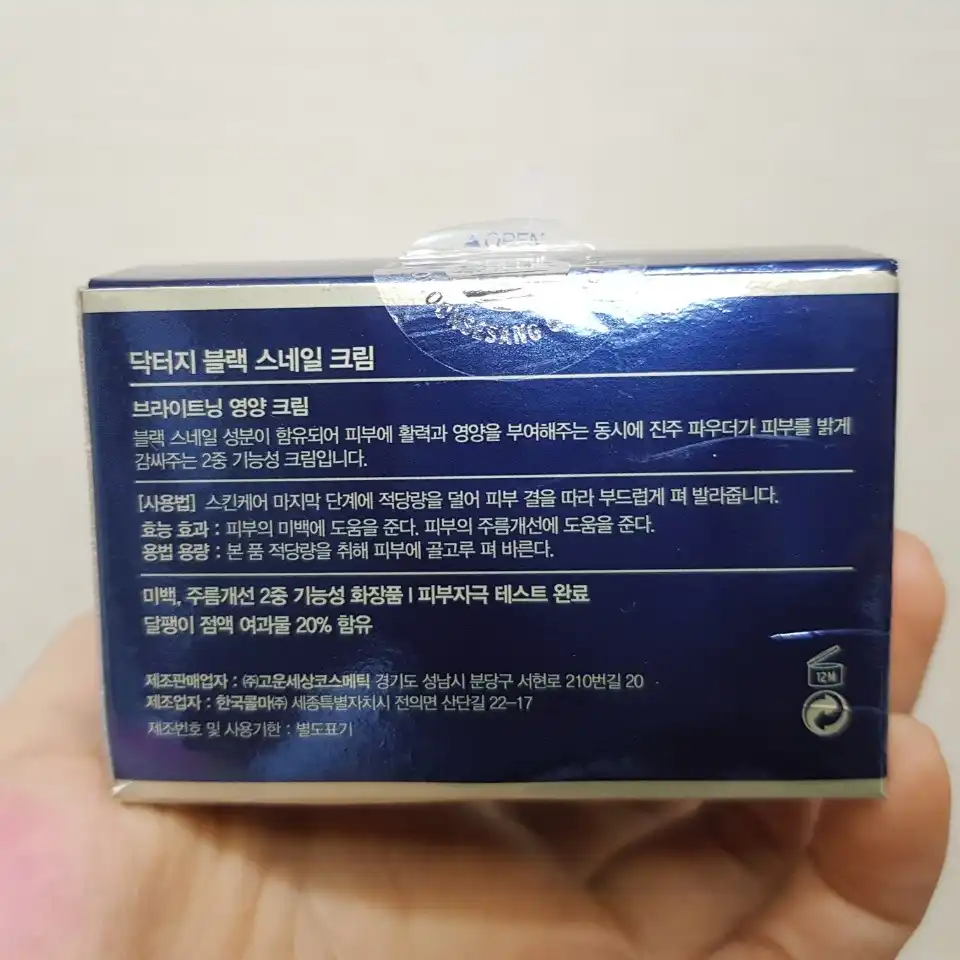 ▲OPEN
닥터지 블랙 스네일 크림
브라이트닝 영양 크림
블랙 스네일 성분이 함유되어 피부에 활력과 영양을 부여해주는 동시에 진주 파우더가 피부를 밝게
감싸주는 2중 기능성 크림입니다.
[사용법] 스킨케어 마지막 단계에 적당량을 덜어 피부 결을 따라 부드럽게 펴 발라줍니다.
효능 효과 : 피부의 미백에 도움을 준다. 피부의 주름개선에 도움을 준다.
용법 용량 : 본 품 적당량을 취해 피부에 골고루 펴 바른다.
미백, 주름개선 2중 기능성 화장품 I 피부자극 테스트 완료
달팽이 점액 여과물 20% 함유
제조판매업자 : ㈜고운세상코스메틱 경기도 성남시 분당구 서현로 210번길 20
제조업자 : 한국콜마㈜ 세종특별자치시 전의면 산단길 22-17
제조번호 및 사용기한 : 별도표기
12M